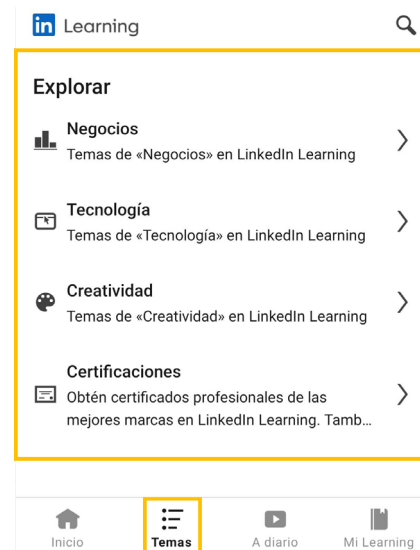 in Learning
Explorar
Negocios
Temas de «Negocios» en LinkedIn Learning
Tecnología
Temas de «Tecnología» en LinkedIn Learning
Creatividad
Temas de «Creatividad» en LinkedIn Learning
Certificaciones
Obtén certificados profesionales de las
mejores marcas en LinkedIn Learning. Tamb...
Inicio Temas A diario Mi Learning